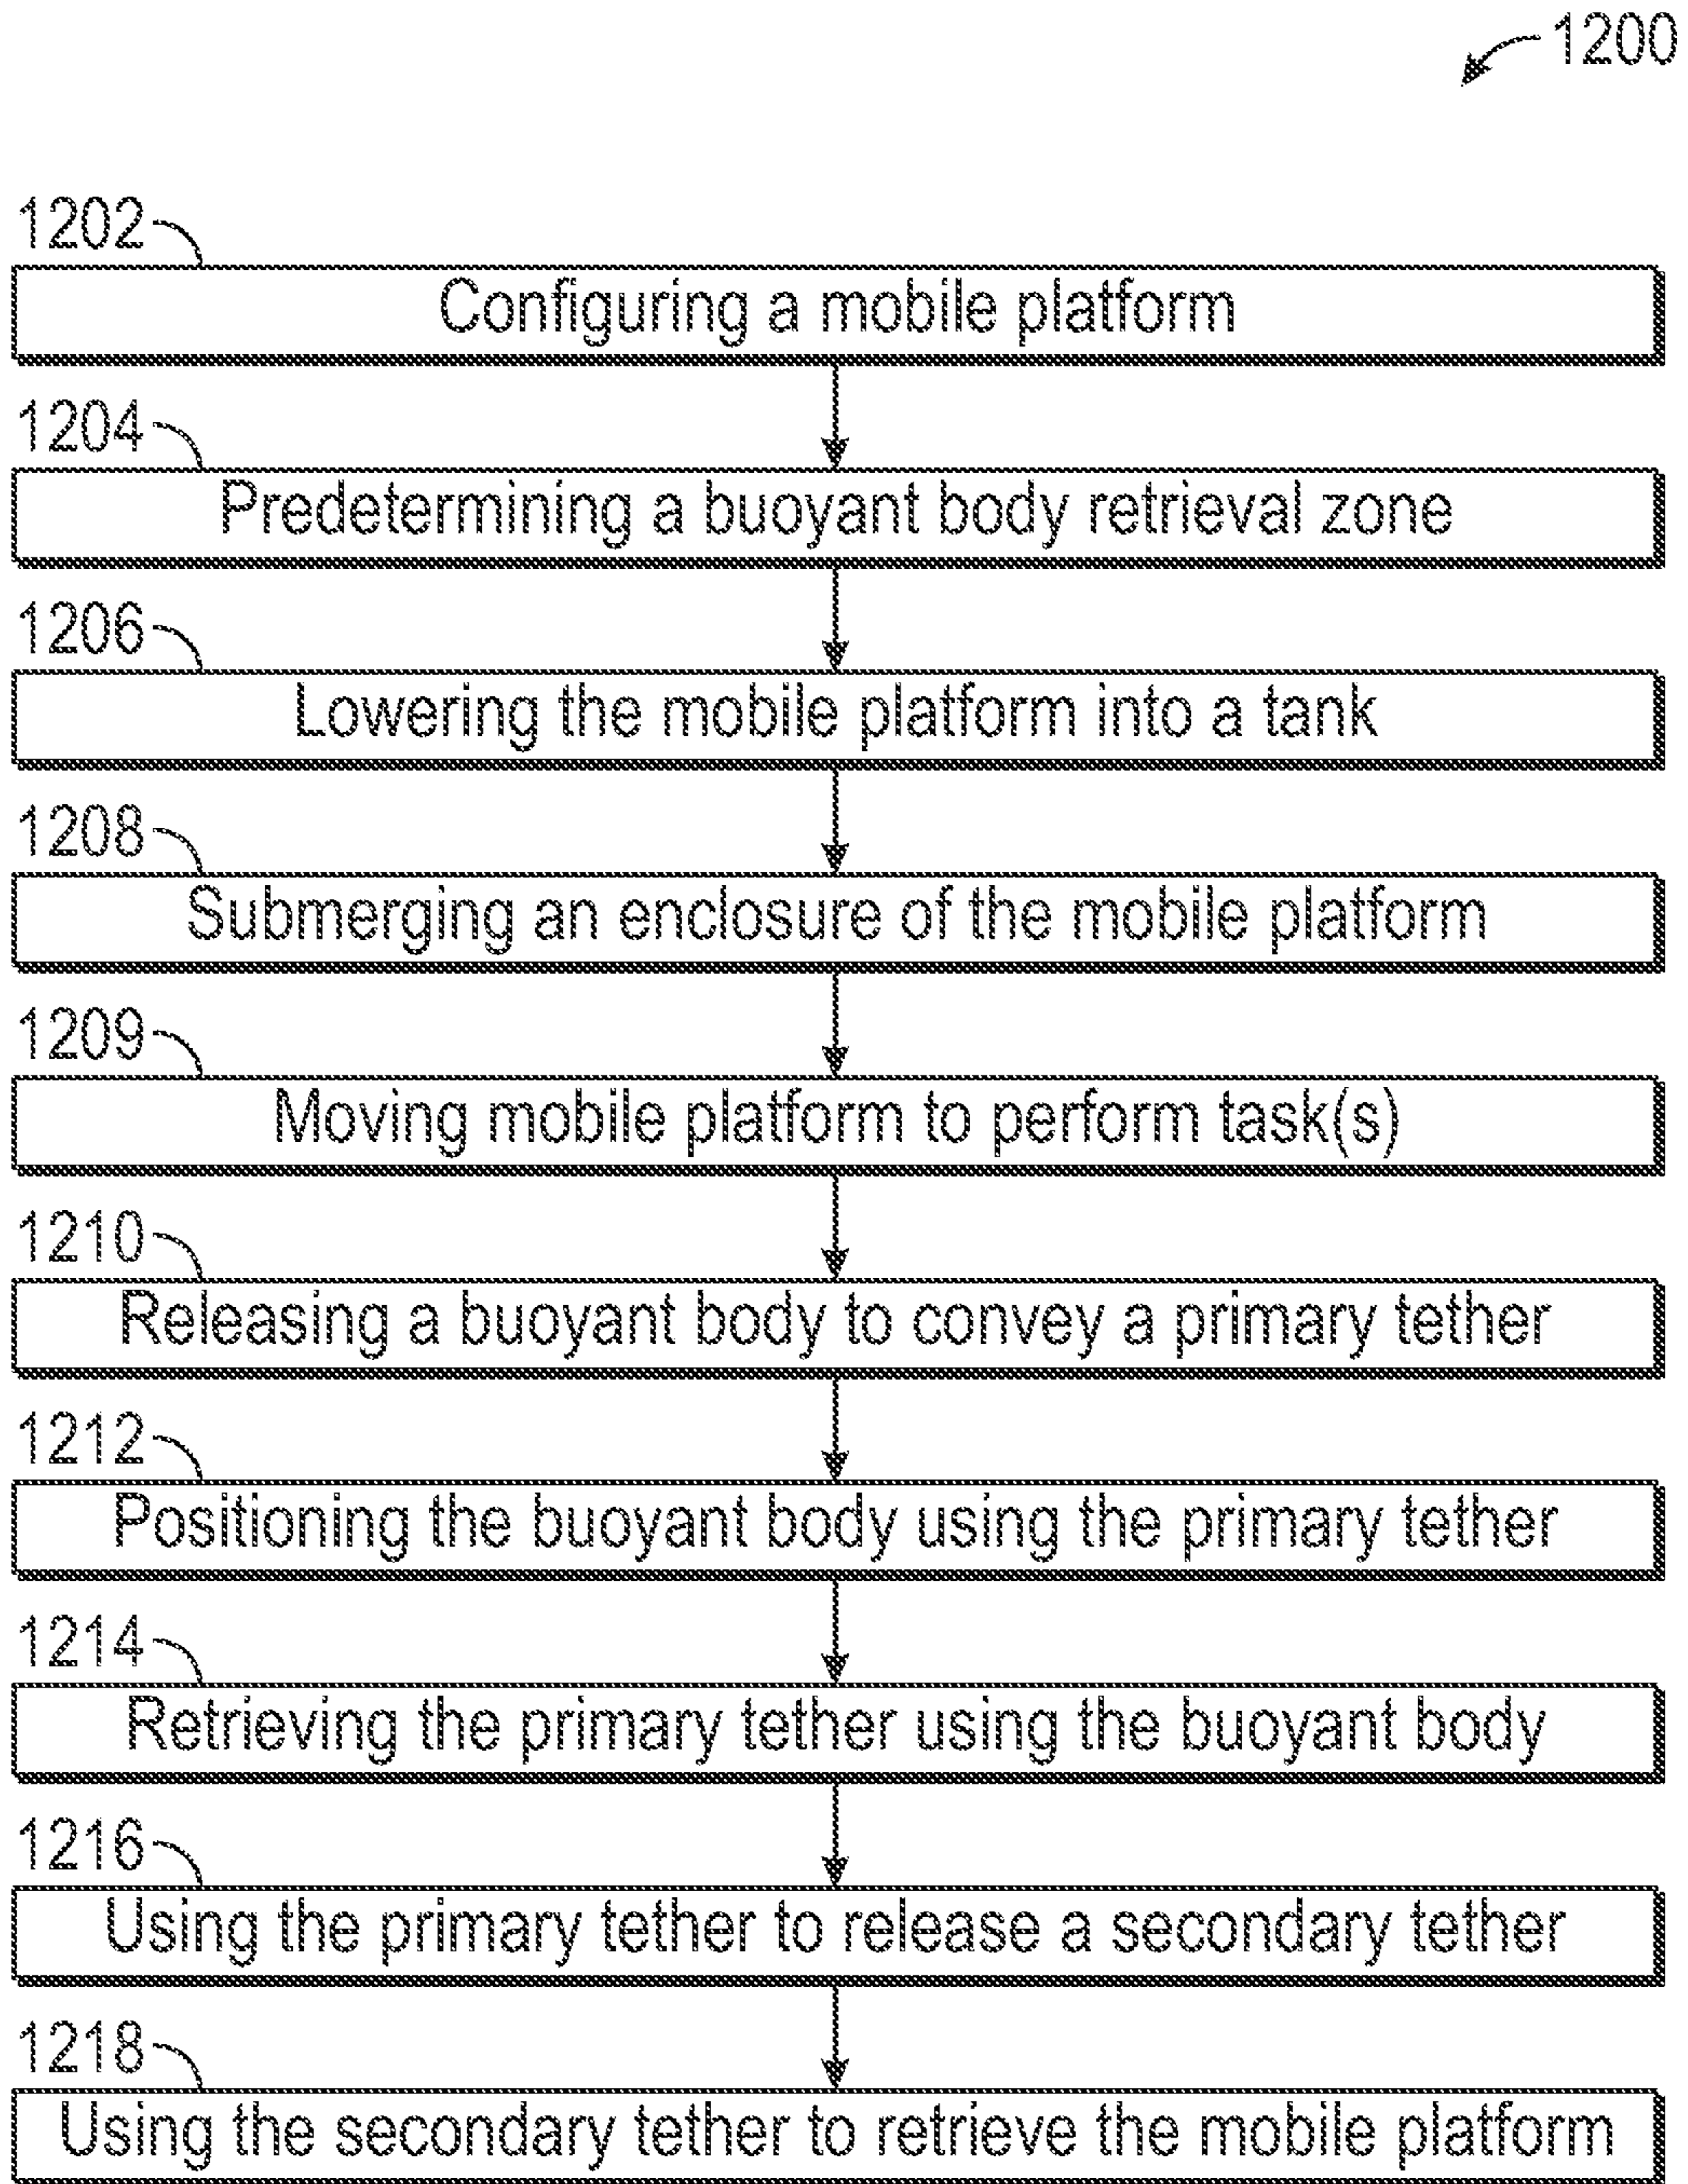 1200
1202
Configuring a mobile platform
1204
Predetermining a buoyant body retrieval zone
1206
Lowering the mobile platform into a tank
1208
Submerging an enclosure of the mobile platform
1209
Moving mobile platform to perform task(s)
1210
Releasing a buoyant body to convey a primary tether
1212
Positioning the buoyant body using the primary tether
1214
Retrieving the primary tether using the buoyant body
1216
Using the primary tether to release a secondary tether
1218
Using the secondary tether to retrieve the mobile platform